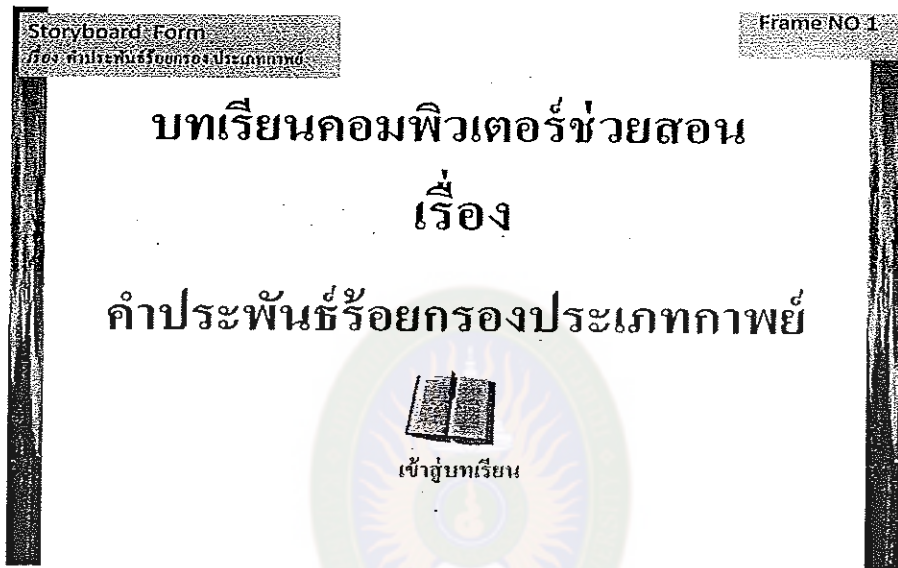 Storyboard Form
เรื่อง คำประพันธ์ร้อยกรองประเภทกาพย์
Frame NO 1
บทเรียนคอมพิวเตอร์ช่วยสอน
เรื่อง
คำประพันธ์ร้อยกรองประเภทกาพย์
เข้าสู่บทเรียน